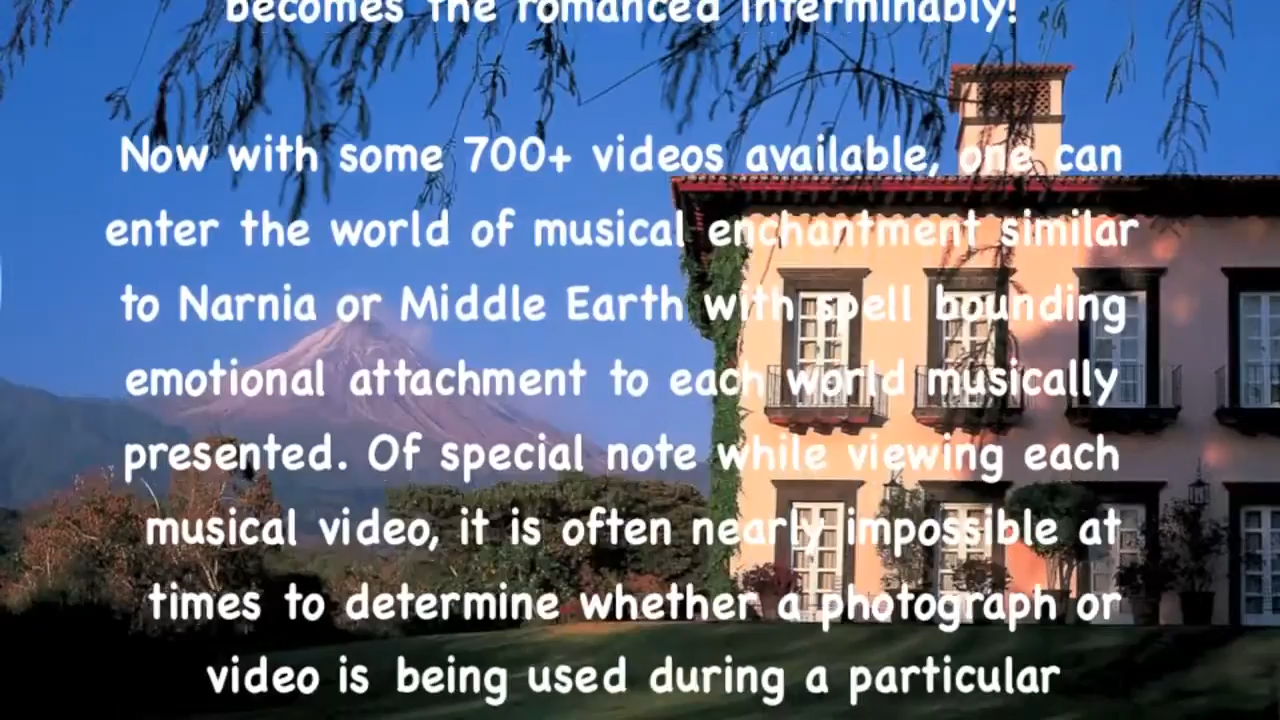 becomes the romanced interminably!
Now with some 700+ videos available, one can
enter the world of musical enchantment similar
to Narnia or Middle Earth with spell bounding
emotional attachment to each world musically
presented. Of special note while viewing each
musical video, it is often nearly impossible at
times to determine whether a photograph or
video is being used during a particular